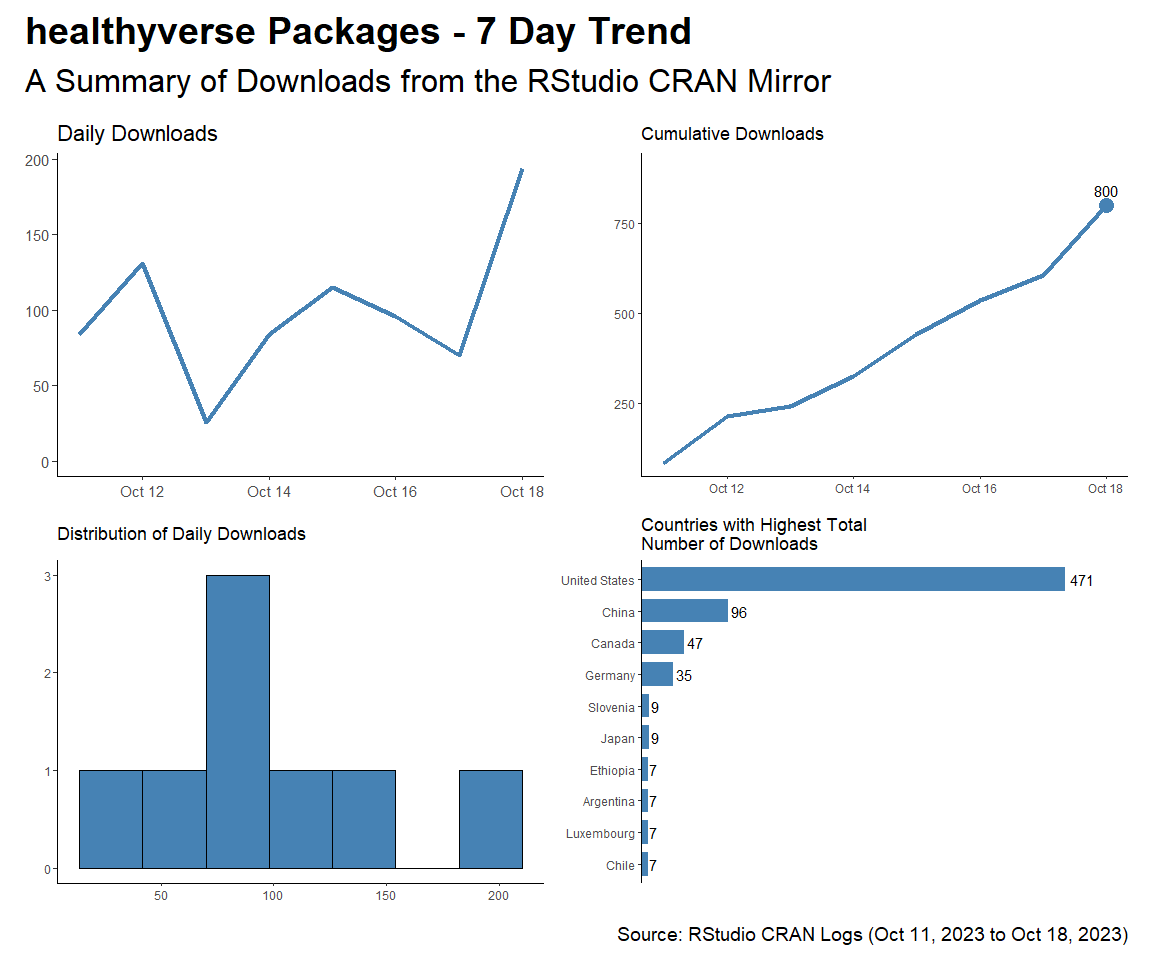 healthyverse Packages - 7 Day Trend
A Summary of Downloads from the RStudio CRAN Mirror
Daily Downloads
200
150
100
50
0
Oct 12
Oct 14
Oct 16
Oct 18
Cumulative Downloads
800
750
500
250
Oct 12
Oct 14
Oct 16
Oct 18
Distribution of Daily Downloads
3
2
1
0
50
100
150
200
Countries with Highest Total
Number of Downloads
United States 471
China 96
Canada 47
Germany 35
Slovenia 9
Japan 9
Ethiopia 7
Argentina 7
Luxembourg 7
Chile 7
Source: RStudio CRAN Logs (Oct 11, 2023 to Oct 18, 2023)